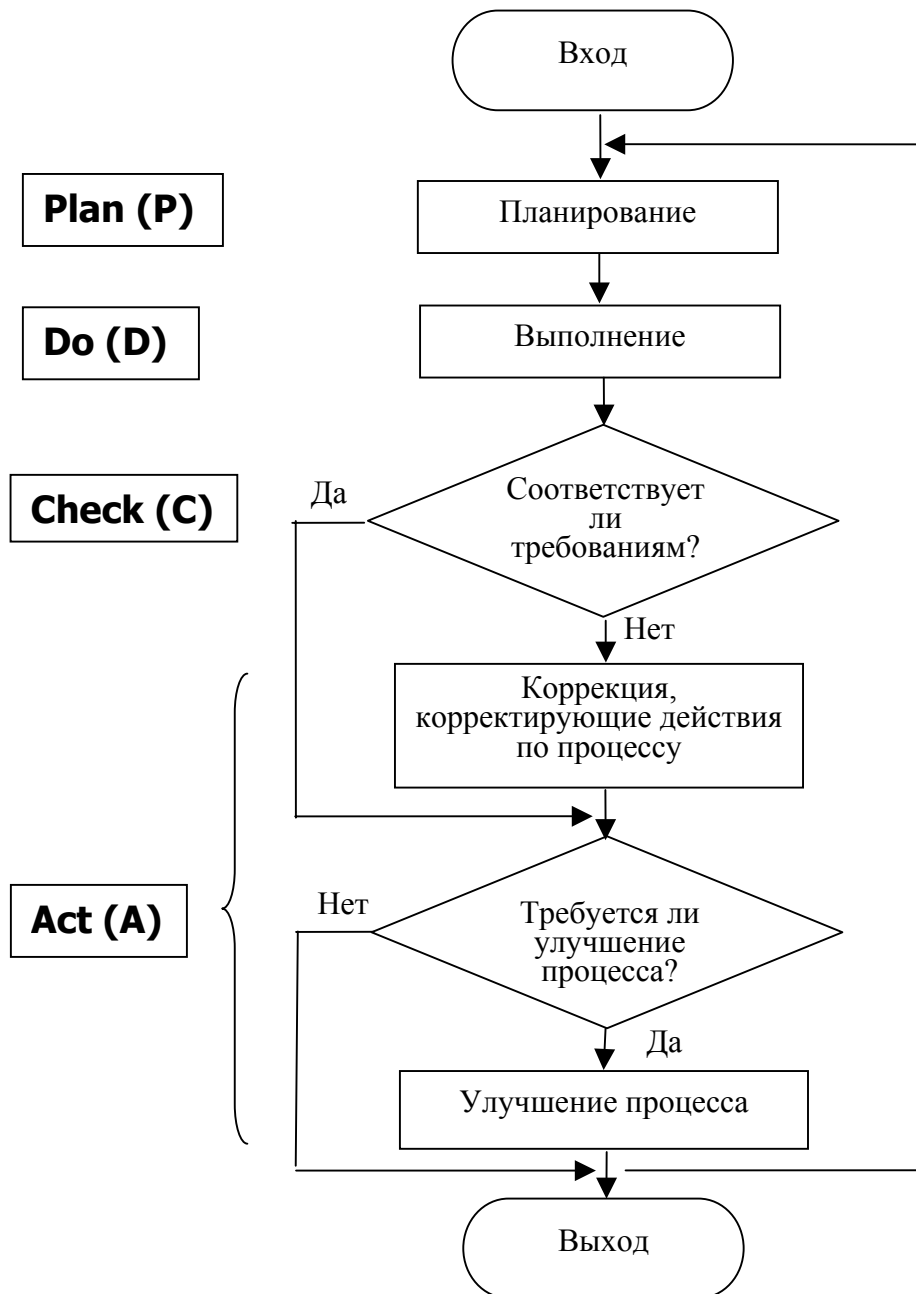 Вход
Plan (P)
Планирование
Do (D)
Выполнение
Check (C)
Да
Соответствует
ли
требованиям?
Нет
Коррекция,
корректирующие действия
по процессу
Act (A)
Нет
Требуется ли
улучшение
процесса?
Да
Улучшение процесса
Выход